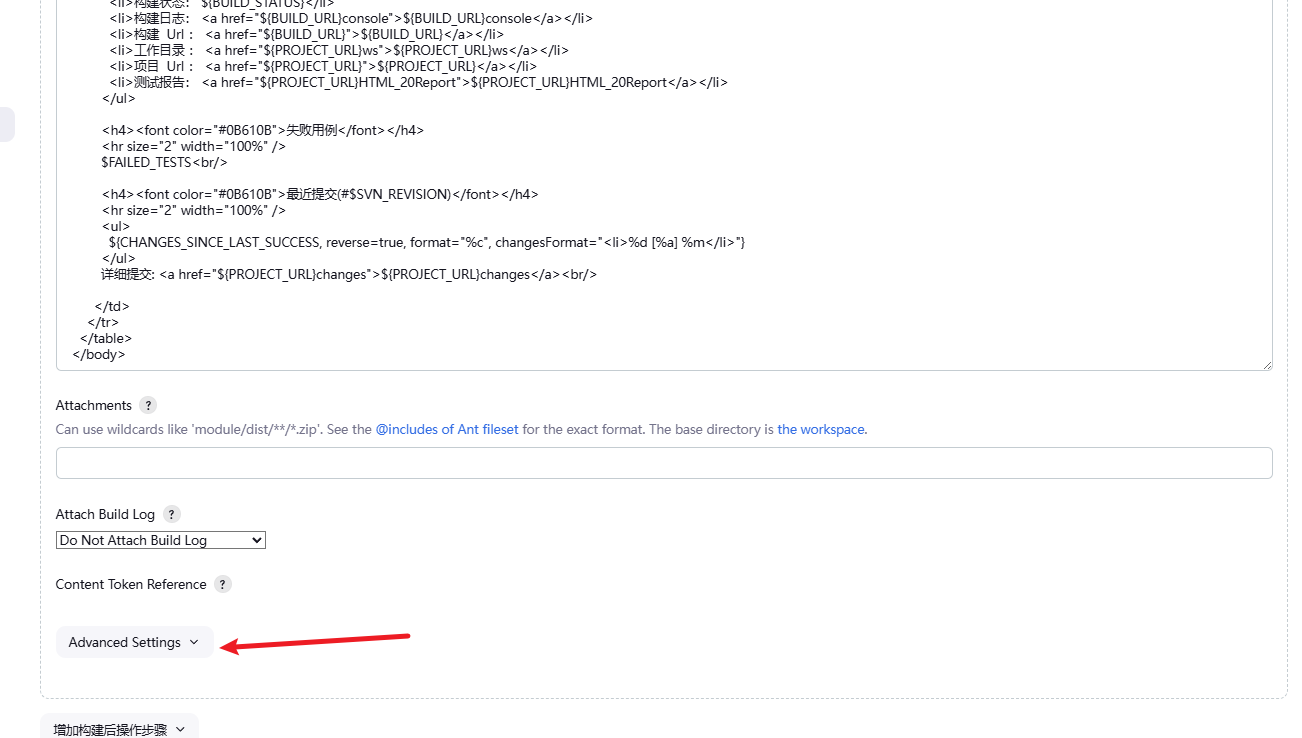 <li>构建状态： ${BUILD_STATUS}</li>
<li>构建日志： <a href="${BUILD_URL}console">${BUILD_URL}console</a></li>
<li>构建 Url ： <a href="${BUILD_URL}">${BUILD_URL}</a></li>
<li>工作目录 ： <a href="${PROJECT_URL}ws">${PROJECT_URL}ws</a></li>
<li>项目 Url ： <a href="${PROJECT_URL}">${PROJECT_URL}</a></li>
<li>测试报告： <a href="${PROJECT_URL}HTML_20Report">${PROJECT_URL}HTML_20Report</a></li>
</ul>
<h4><font color="#0B610B">失败用例</font></h4>
<hr size="2" width="100%" />
$FAILED_TESTS<br/>
<h4><font color="#0B610B">最近提交(#$SVN_REVISION)</font></h4>
<hr size="2" width="100%" />
<ul>
${CHANGES_SINCE_LAST_SUCCESS, reverse=true, format="%c", changesFormat="<li>%d [%a] %m</li>"}
</ul>
详细提交: <a href="${PROJECT_URL}changes">${PROJECT_URL}changes</a><br/>
</td>
</tr>
</table>
</body>
Attachments ?
Can use wildcards like 'module/dist/**/*.zip'. See the @includes of Ant fileset for the exact format. The base directory is the workspace.
Attach Build Log ?
Do Not Attach Build Log
Content Token Reference ?
Advanced Settings
增加构建后操作步骤